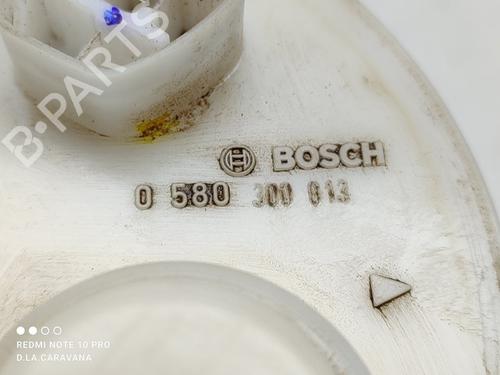 B-PARTS
BOSCH
0 580 300 013
REDMI NOTE 10 PRO
D.LA.CARAVANA